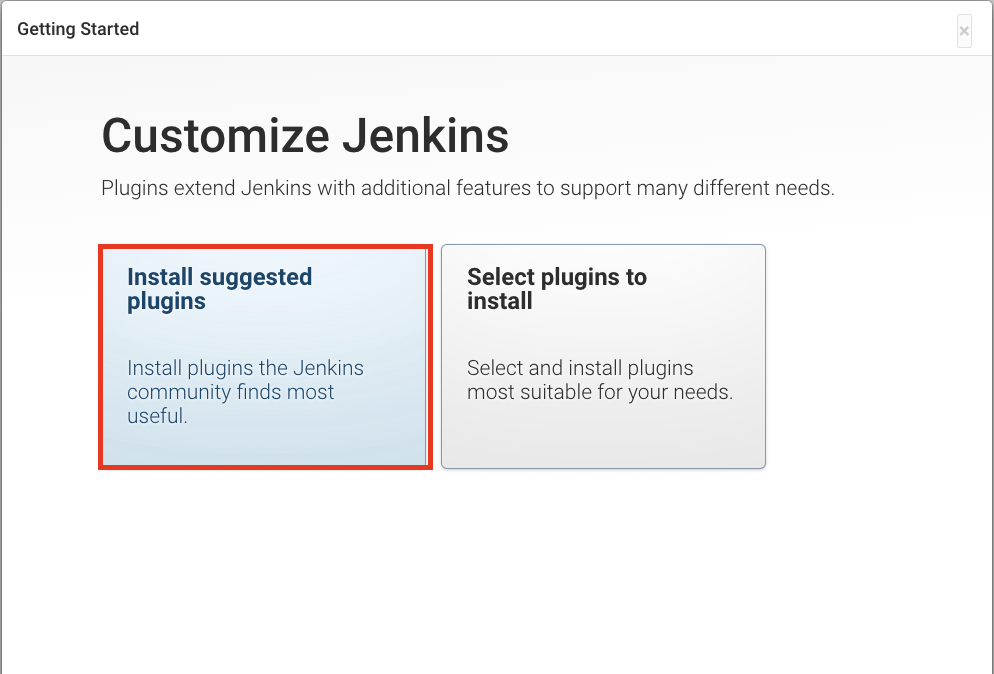 Getting Started
×
Customize Jenkins
Plugins extend Jenkins with additional features to support many different needs.
Install suggested
plugins
Install plugins the Jenkins
community finds most
useful.
Select plugins to
install
Select and install plugins
most suitable for your needs.